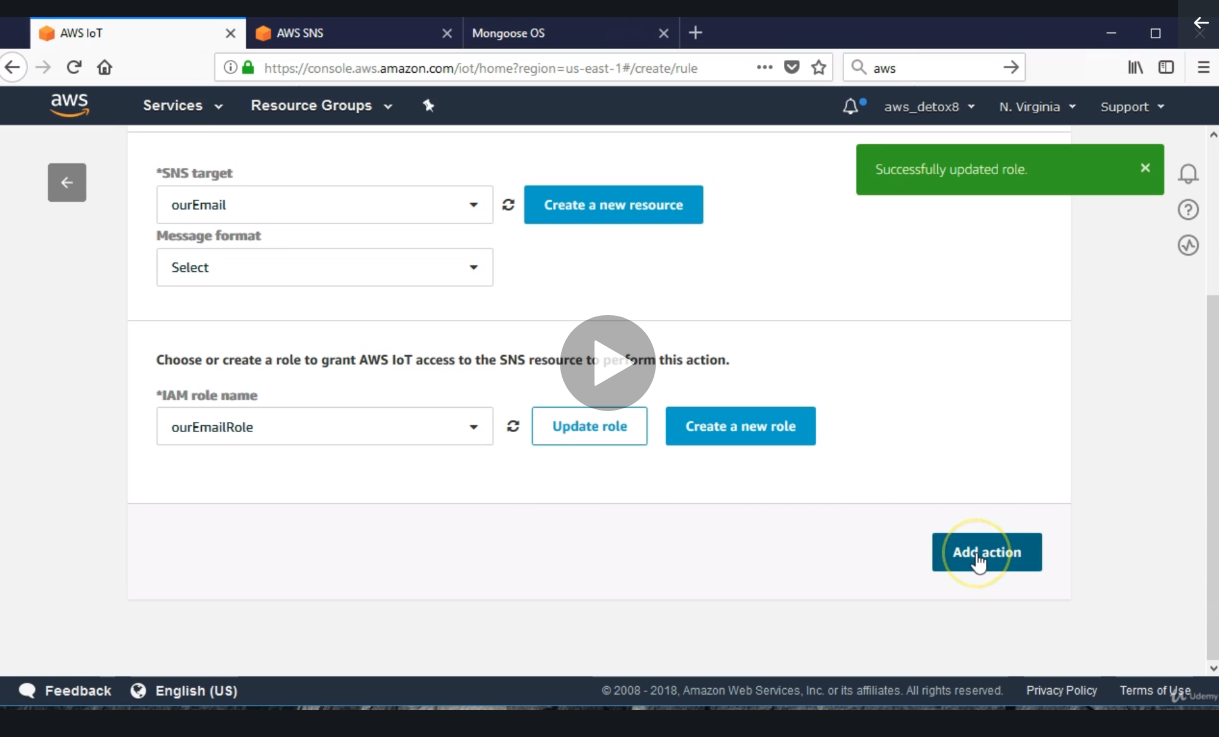 AWS IoT
AWS SNS
Mongoose OS
https://console.aws.amazon.com/iot/home?region=us-east-1#/create/rule
aws
aws
Services
Resource Groups
aws_detox8
N. Virginia
Support
Successfully updated role.
*SNS target
ourEmail
Create a new resource
Message format
Select
Choose or create a role to grant AWS IoT access to the SNS resource to perform this action.
*IAM role name
ourEmailRole
Update role
Create a new role
Add action
Feedback
English (US)
© 2008 - 2018, Amazon Web Services, Inc. or its affiliates. All rights reserved.
Privacy Policy
Terms of Use
Udemy